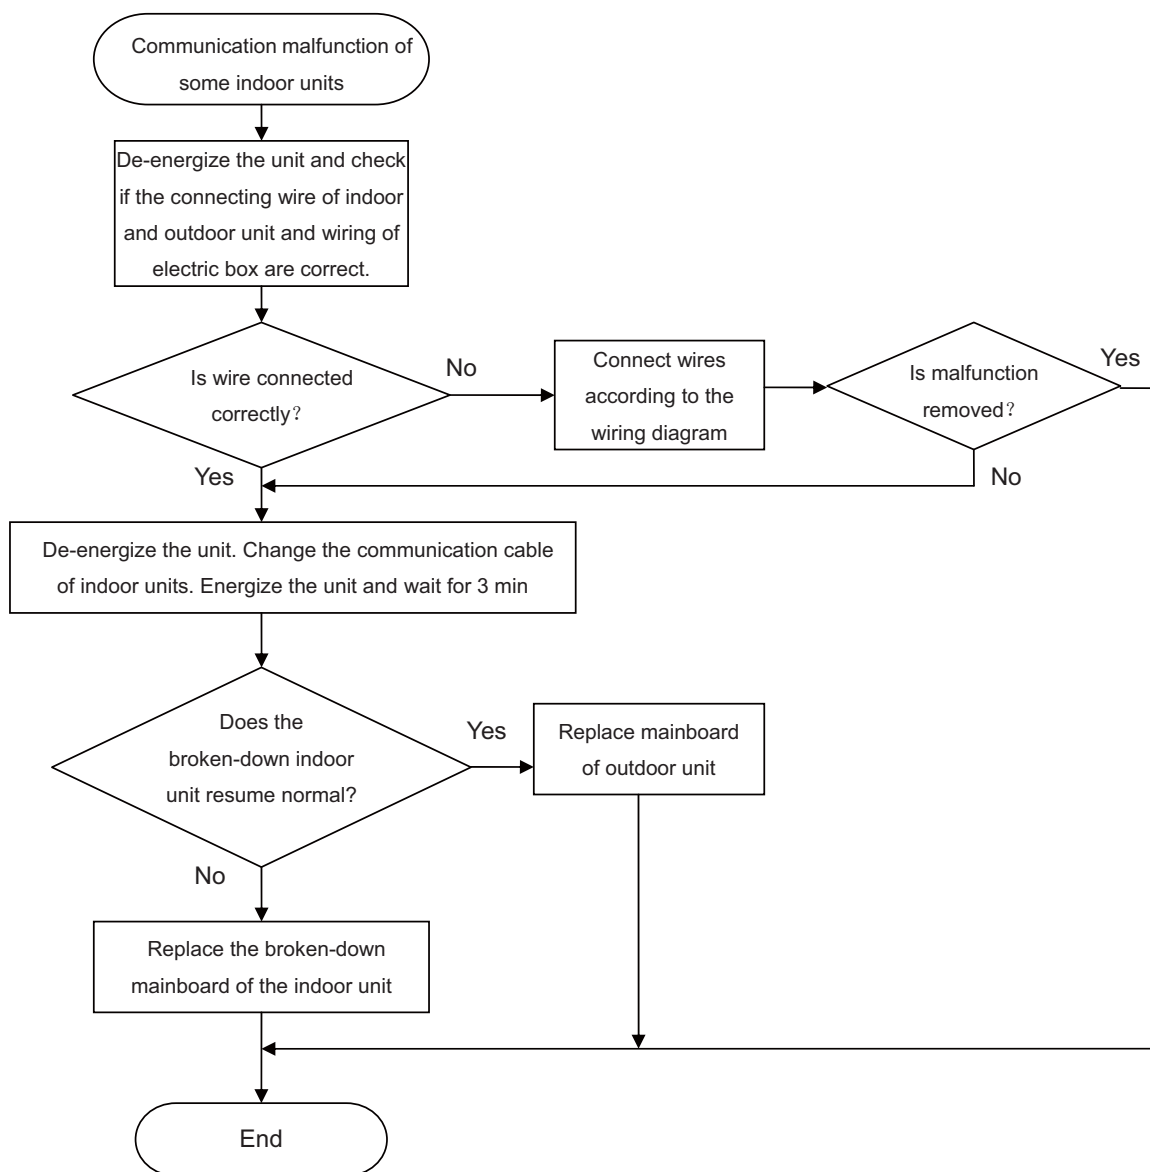 Communication malfunction of
some indoor units
De-energize the unit and check
if the connecting wire of indoor
and outdoor unit and wiring of
electric box are correct.
Is wire connected
correctly?
No
Connect wires
according to the
wiring diagram
Is malfunction
removed?
Yes
Yes
No
De-energize the unit. Change the communication cable
of indoor units. Energize the unit and wait for 3 min
Does the
broken-down indoor
unit resume normal?
Yes
Replace mainboard
of outdoor unit
No
Replace the broken-down
mainboard of the indoor unit
End